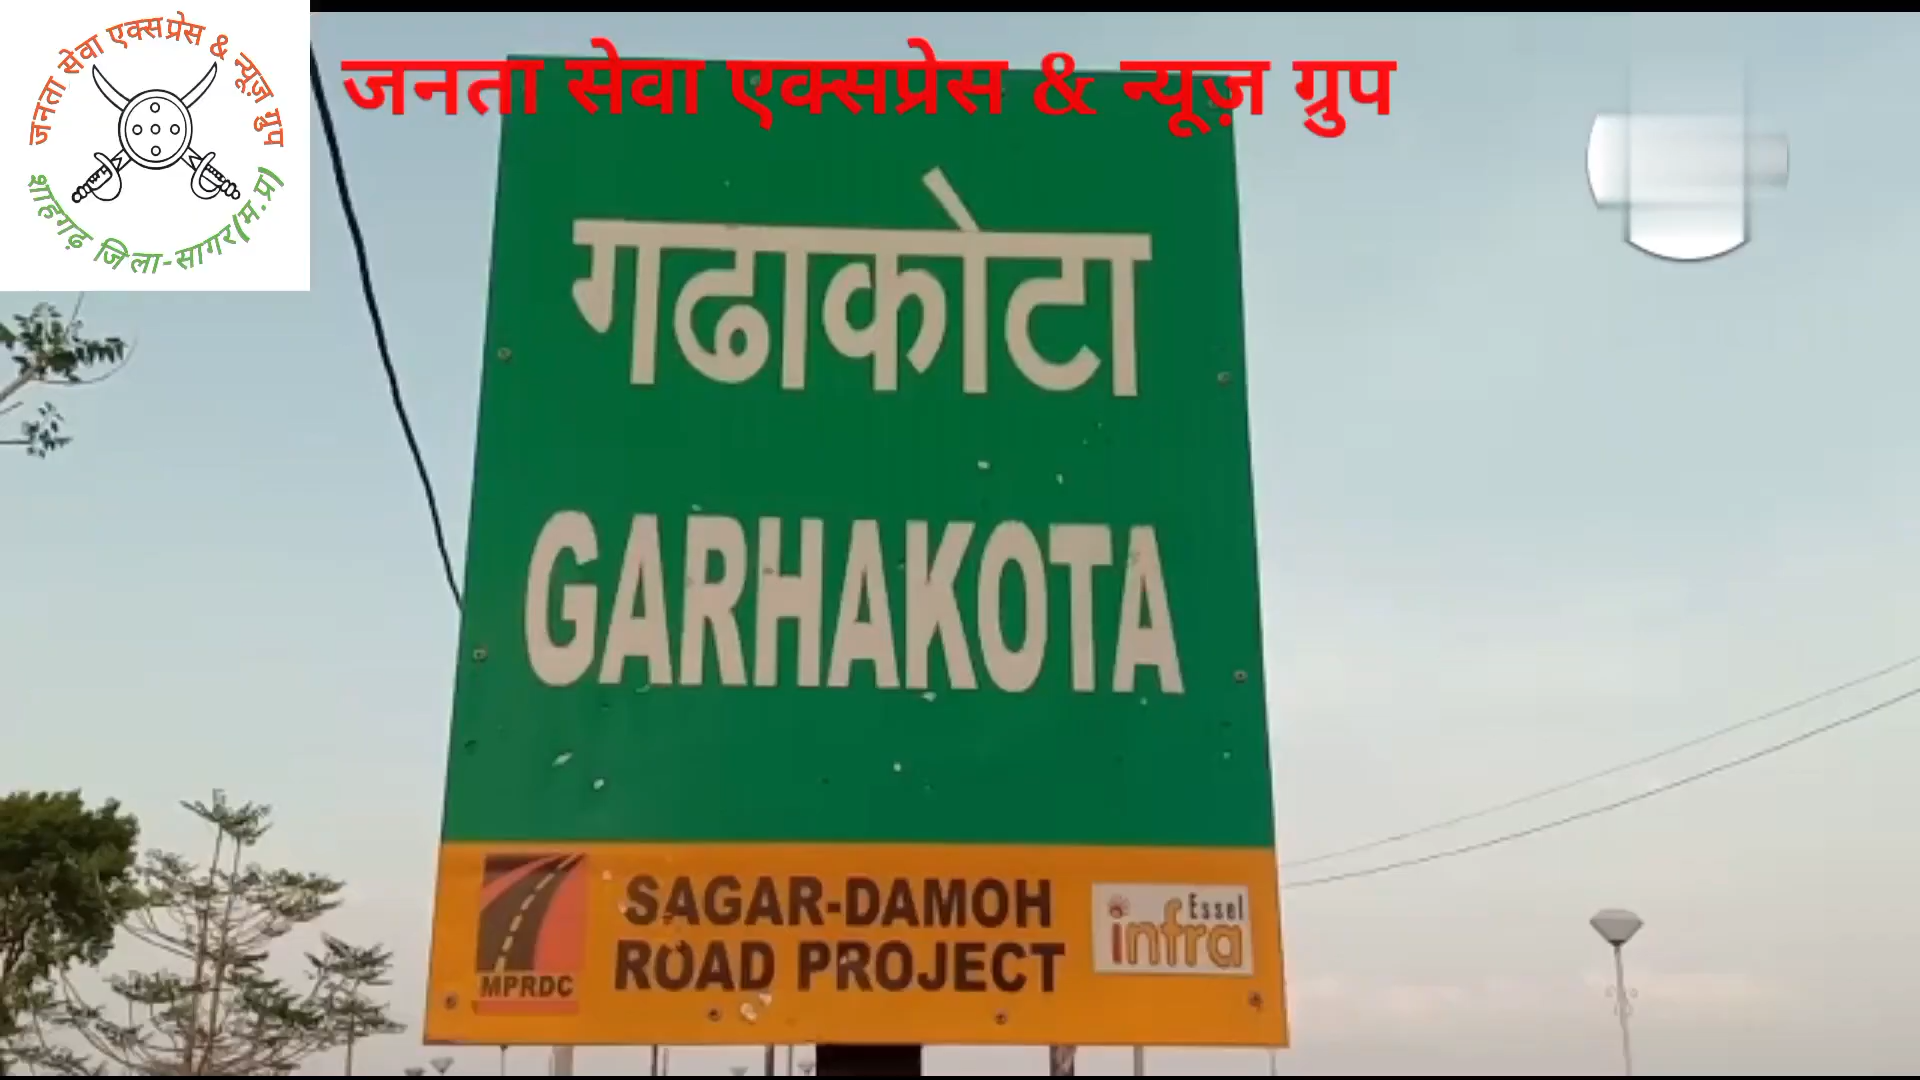 जनता सेवा एक्सप्रेस & न्यूज़ ग्रुप
शाहगढ़ जिला-सागर(म.प्र)
जनता सेवा एक्सप्रेस & न्यूज़ ग्रुप
गढाकोटा
GARHAKOTA
SAGAR-DAMOH
ROAD PROJECT
MPRDC
Essel
infra